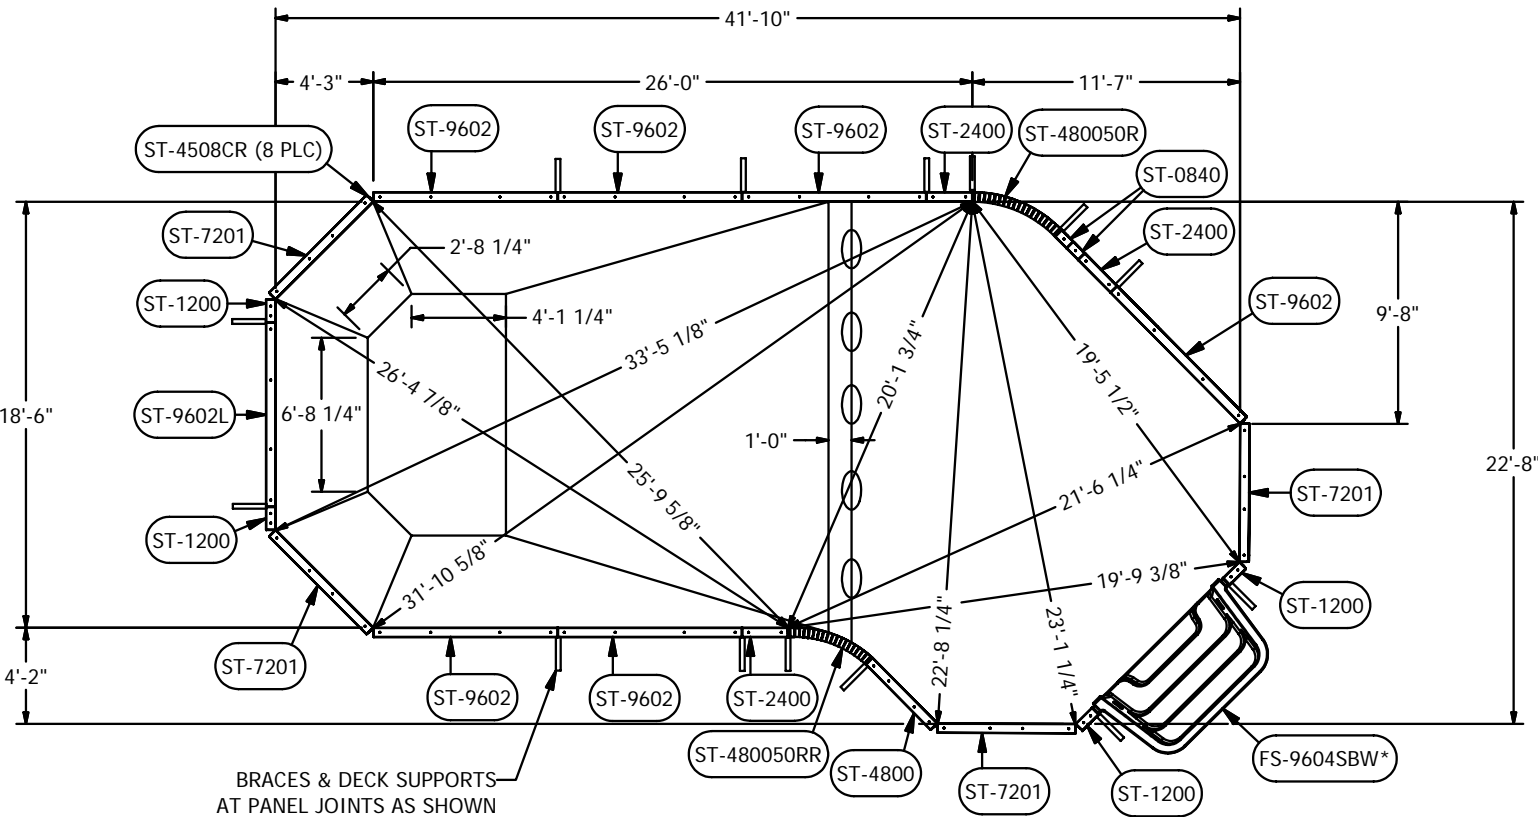 41'-10"
4'-3"
26'-0"
11'-7"
ST-9602
ST-9602
ST-9602
ST-2400
ST-480050R
ST-4508CR (8 PLC)
ST-0840
ST-7201
2'-8 1/4"
ST-2400
ST-1200
4'-1 1/4"
ST-9602
9'-8"
33'-5 1/8"
20'-1 3/4"
19'-5 1/2"
26'-4 7/8"
18'-6"
ST-9602L
6'-8 1/4"
1'-0"
22'-8"
25'-9 5/8"
21'-6 1/4"
ST-7201
ST-1200
31'-10 5/8"
19'-9 3/8"
ST-1200
22'-8 1/4"
23'-1 1/4"
4'-2"
ST-7201
ST-9602
ST-9602
ST-2400
ST-480050RR
ST-4800
ST-7201
ST-1200
FS-9604SBW*
BRACES & DECK SUPPORTS
AT PANEL JOINTS AS SHOWN